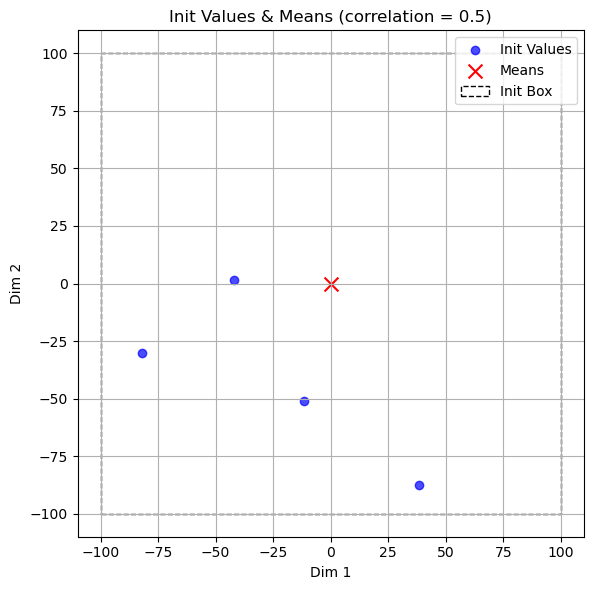 Init Values & Means (correlation = 0.5)
Init Values
Means
Init Box
100
75
50
25
0
−25
−50
−75
−100
Dim 2
−100 −75 −50 −25 0 25 50 75 100
Dim 1